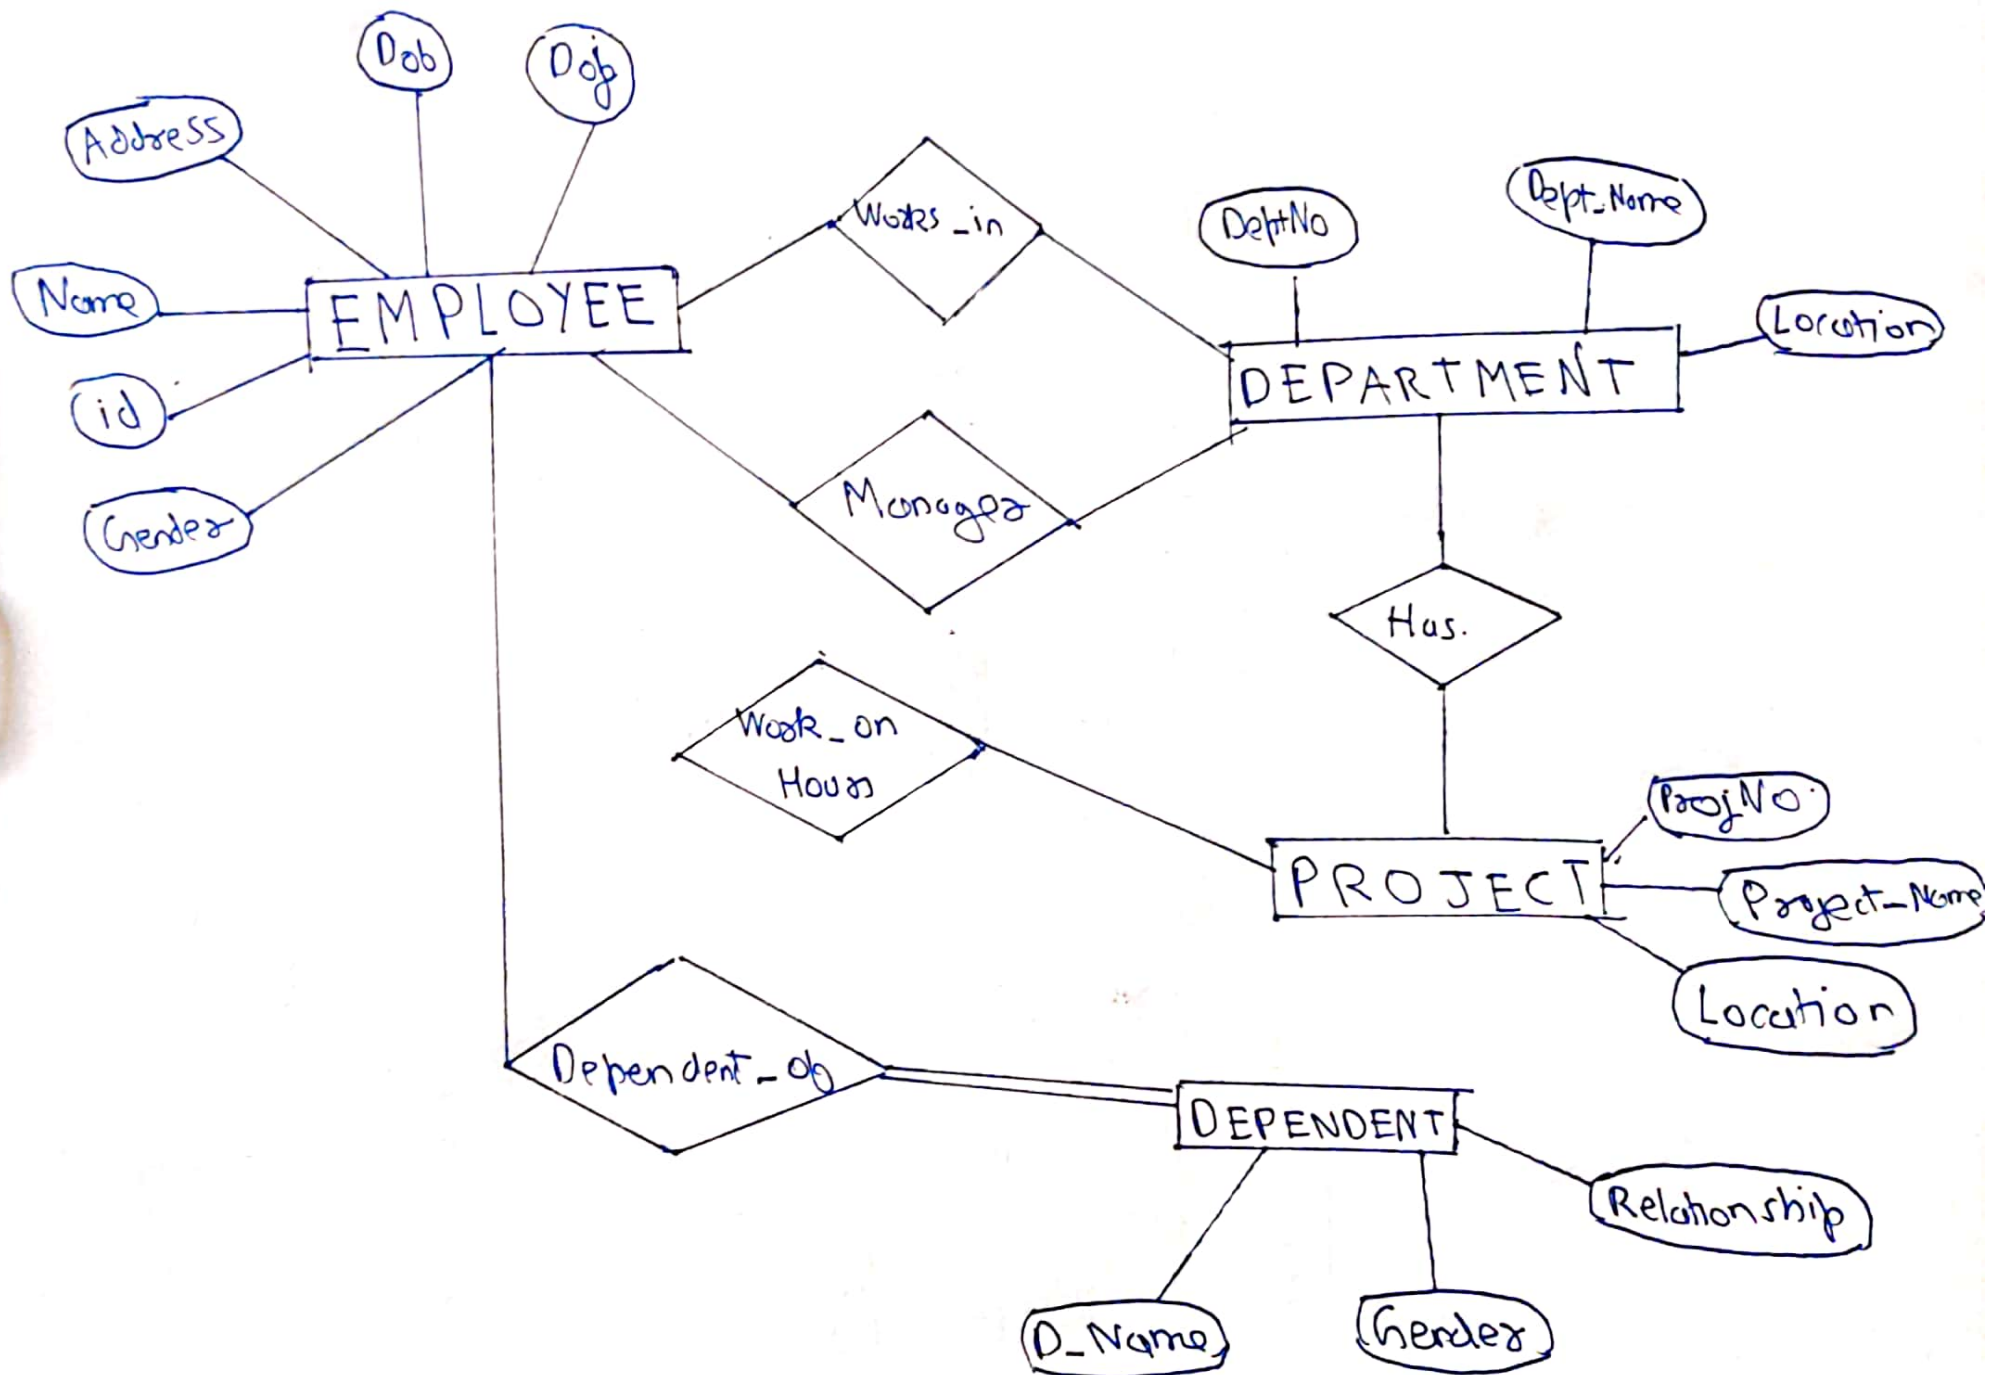 Dob
Doj
Address
Works_in
DeptNo
Dept_Name
Name
EMPLOYEE
Location
DEPARTMENT
id
Manager
Gender
Has.
Work_on
Hours
ProjNo.
PROJECT
Project_Name
Location
Dependent_of
DEPENDENT
Relationship
D_Name
Gender